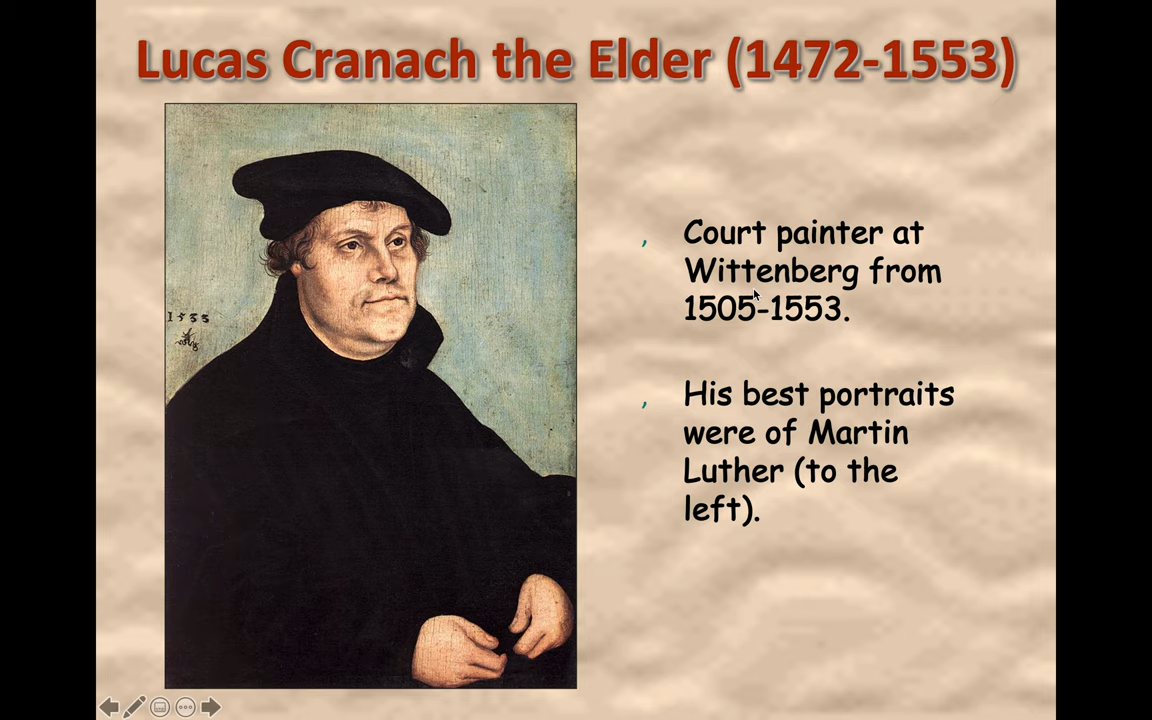 Lucas Cranach the Elder (1472-1553)
1533
, Court painter at
Wittenberg from
1505-1553.
, His best portraits
were of Martin
Luther (to the
left).